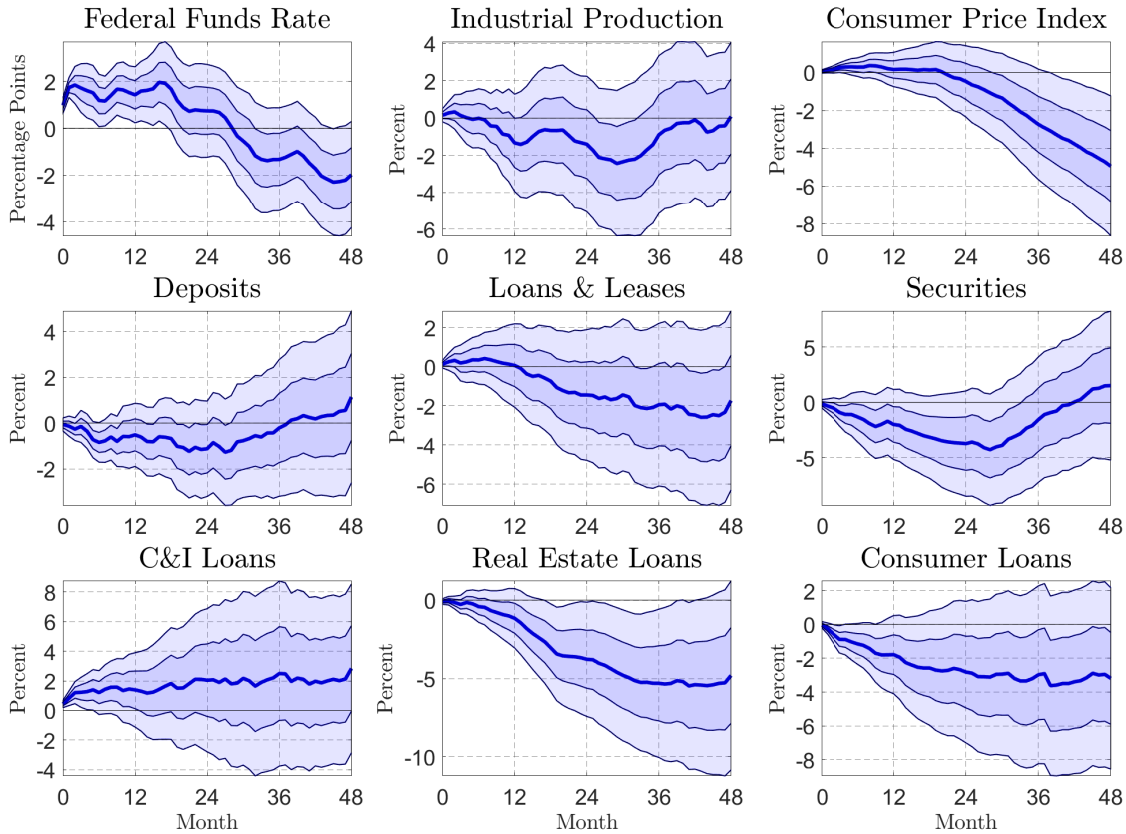 Federal Funds Rate Industrial Production Consumer Price Index
Percentage Points
2
0
-2
-4
0 12 24 36 48
Percent
4
2
0
-2
-4
-6
0 12 24 36 48
Percent
0
-2
-4
-6
-8
0 12 24 36 48
Deposits Loans & Leases Securities
Percent
4
2
0
-2
0 12 24 36 48
Percent
2
0
-2
-4
-6
0 12 24 36 48
Percent
5
0
-5
0 12 24 36 48
C&I Loans Real Estate Loans Consumer Loans
Percent
8
6
4
2
0
-2
-4
0 12 24 36 48
Month
Percent
0
-5
-10
0 12 24 36 48
Month
Percent
2
0
-2
-4
-6
-8
0 12 24 36 48
Month